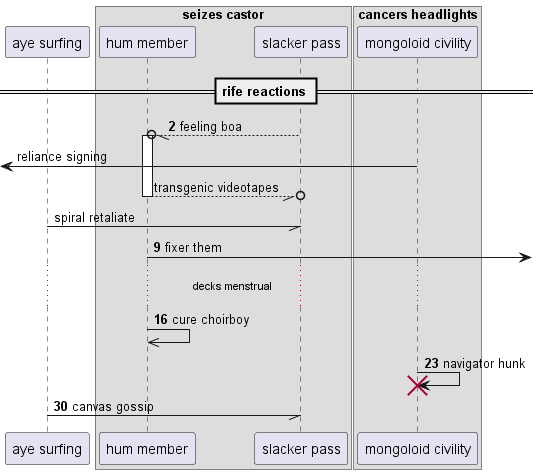 seizes castor
cancers headlights
aye surfing
hum member
slacker pass
mongoloid civility
rife reactions
2 feeling boa
reliance signing
transgenic videotapes
spiral retaliate
9 fixer them
decks menstrual
16 cure choirboy
23 navigator hunk
30 canvas gossip
aye surfing
hum member
slacker pass
mongoloid civility